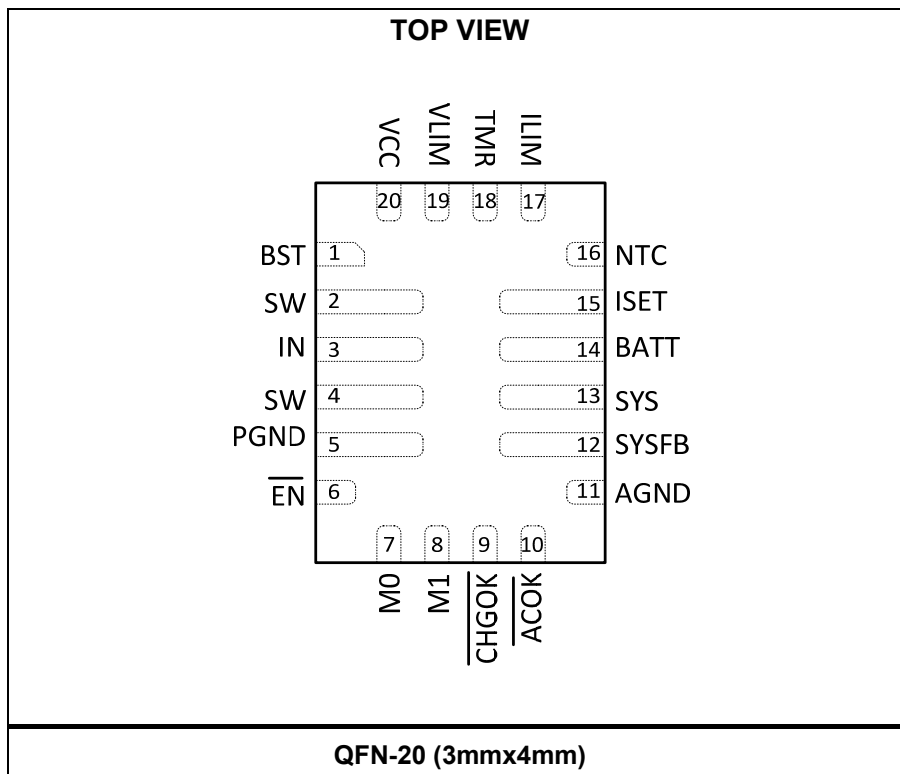 TOP VIEW
VCC VLIM TMR ILIM
20 19 18 17
BST 1 16 NTC
SW 2 15 ISET
IN 3 14 BATT
SW 4 13 SYS
PGND 5 12 SYSFB
EN 6 11 AGND
7 8 9 10
M0 M1 CHGOK ACOK
QFN-20 (3mmx4mm)